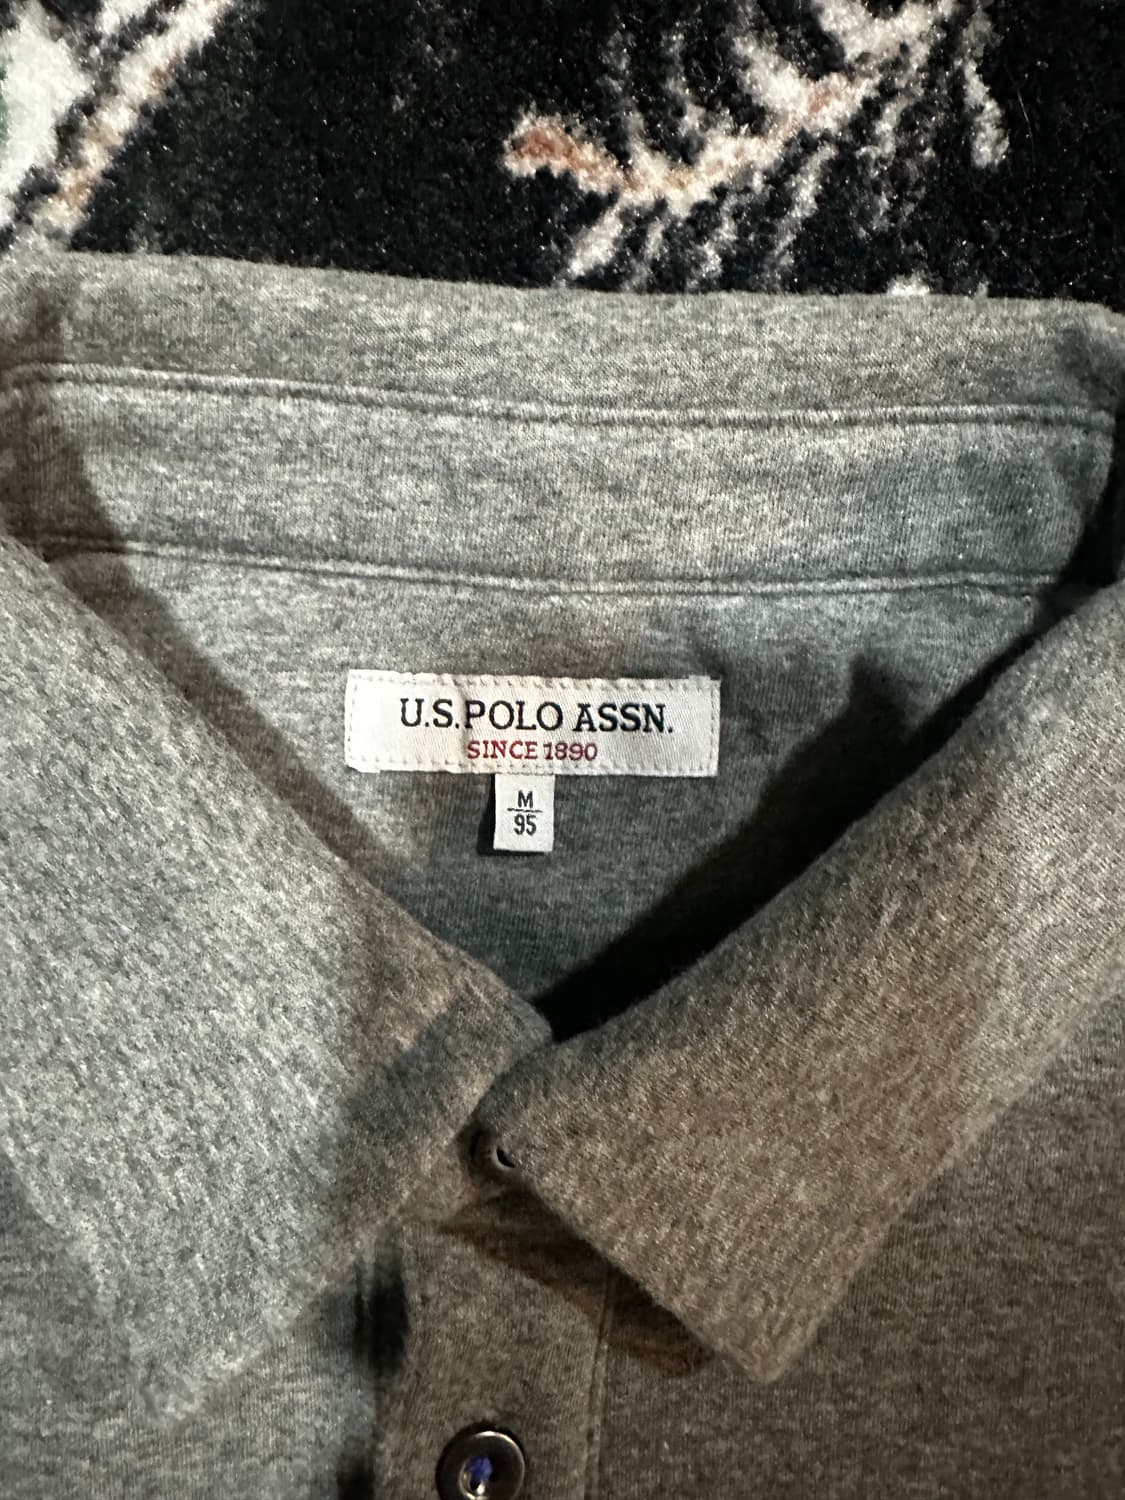 U.S. POLO ASSN.
SINCE 1890
M
95